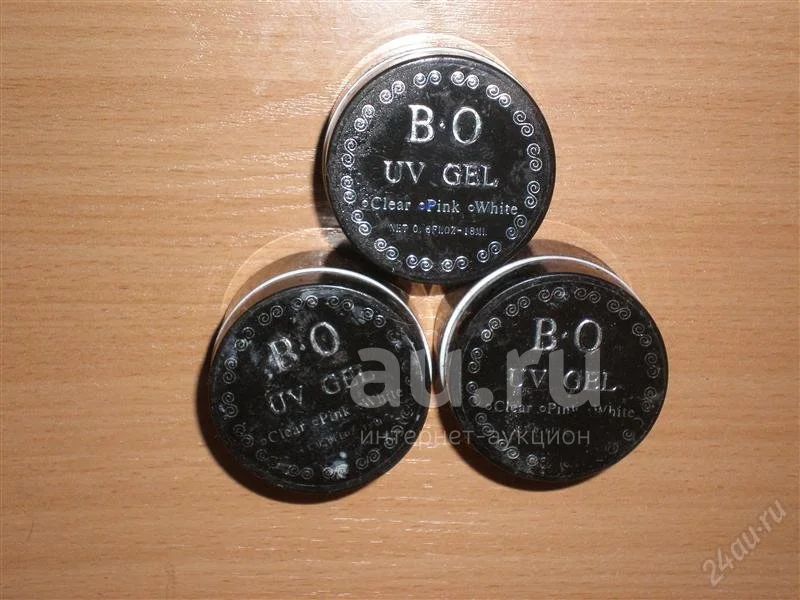 B·O
UV GEL
Clear Pink White
NET 0.6FLOZ-18ML
B·O
UV GEL
Clear Pink White
B·O
UV GEL
Clear Pink White
au.ru
интернет-аукцион
24au.ru